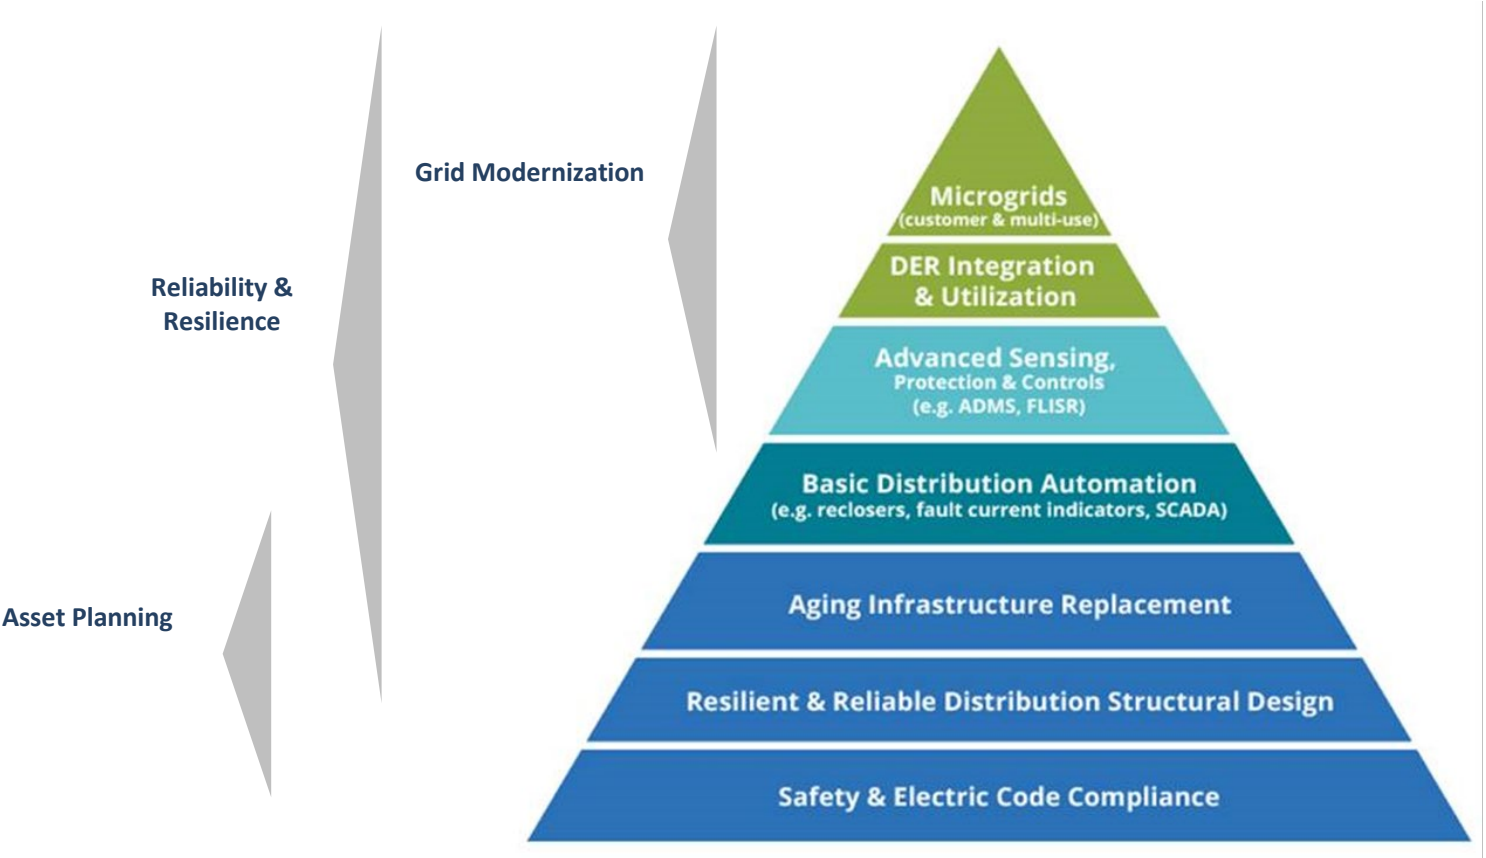 Grid Modernization
Reliability &
Resilience
Asset Planning
Microgrids
(customer & multi-use)
DER Integration
& Utilization
Advanced Sensing,
Protection & Controls
(e.g. ADMS, FLISR)
Basic Distribution Automation
(e.g. reclosers, fault current indicators, SCADA)
Aging Infrastructure Replacement
Resilient & Reliable Distribution Structural Design
Safety & Electric Code Compliance